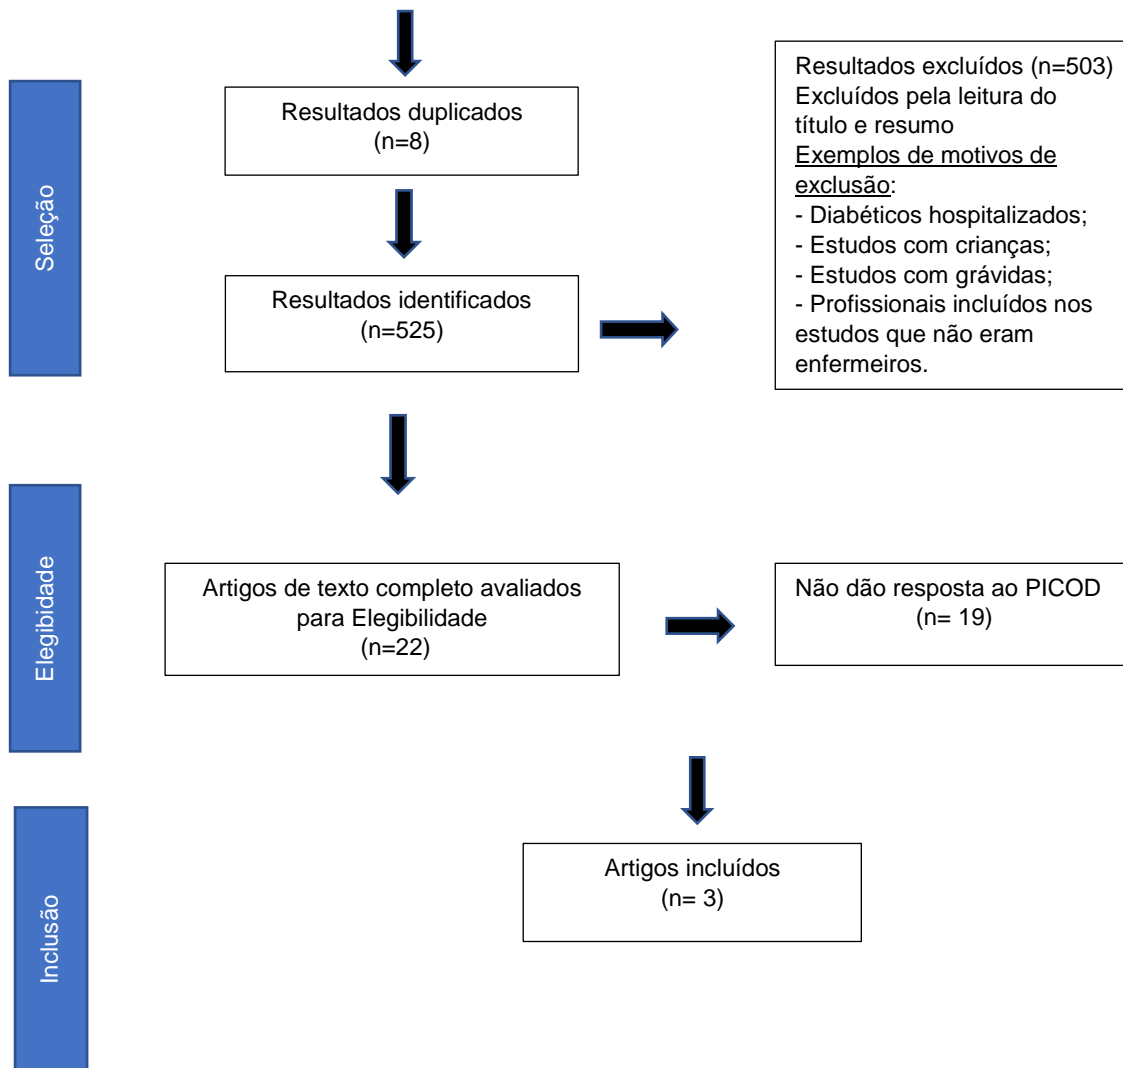 Seleção
Resultados duplicados
(n=8)
Resultados identificados
(n=525)
Resultados excluídos (n=503)
Excluídos pela leitura do
título e resumo
Exemplos de motivos de
exclusão:
- Diabéticos hospitalizados;
- Estudos com crianças;
- Estudos com grávidas;
- Profissionais incluídos nos
estudos que não eram
enfermeiros.
Elegibidade
Artigos de texto completo avaliados
para Elegibilidade
(n=22)
Não dão resposta ao PICOD
(n= 19)
Inclusão
Artigos incluídos
(n= 3)